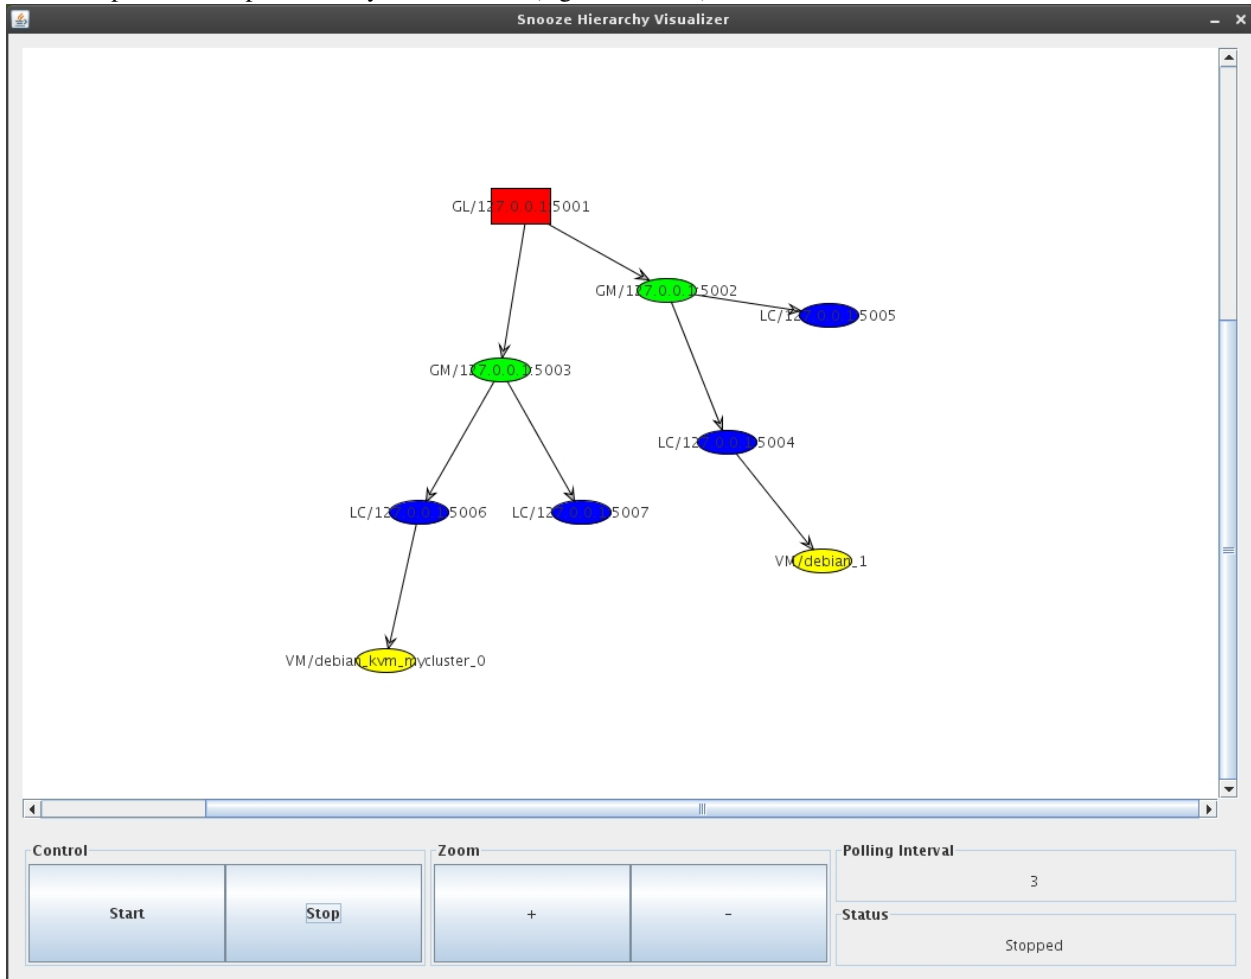 Snooze Hierarchy Visualizer
GL/127.0.0.1:5001
GM/127.0.0.1:5002
LC/127.0.0.1:5005
GM/127.0.0.1:5003
LC/127.0.0.1:5004
LC/127.0.0.1:5006
LC/127.0.0.1:5007
VM/debian_1
VM/debian_kvm_mycluster_0
Control
Zoom
Polling Interval
3
Start
Stop
+
-
Status
Stopped